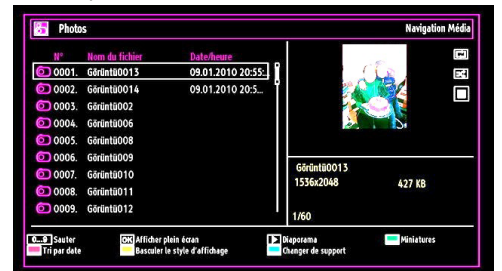 Photos Navigation Média
N° Nom du fichier Date/heure
0001. Görüntü0013 09.01.2010 20:55:..
0002. Görüntü0014 09.01.2010 20:5...
0003. Görüntü002
0004. Görüntü006
0005. Görüntü008
0006. Görüntü009
0007. Görüntü010
0008. Görüntü011
0009. Görüntü012
Görüntü0013
1536x2048 427 KB
1/60
0...9 Sauter OK Afficher plein écran Diaporama Miniatures
Tri par date Basculer le style d'affichage Changer de support